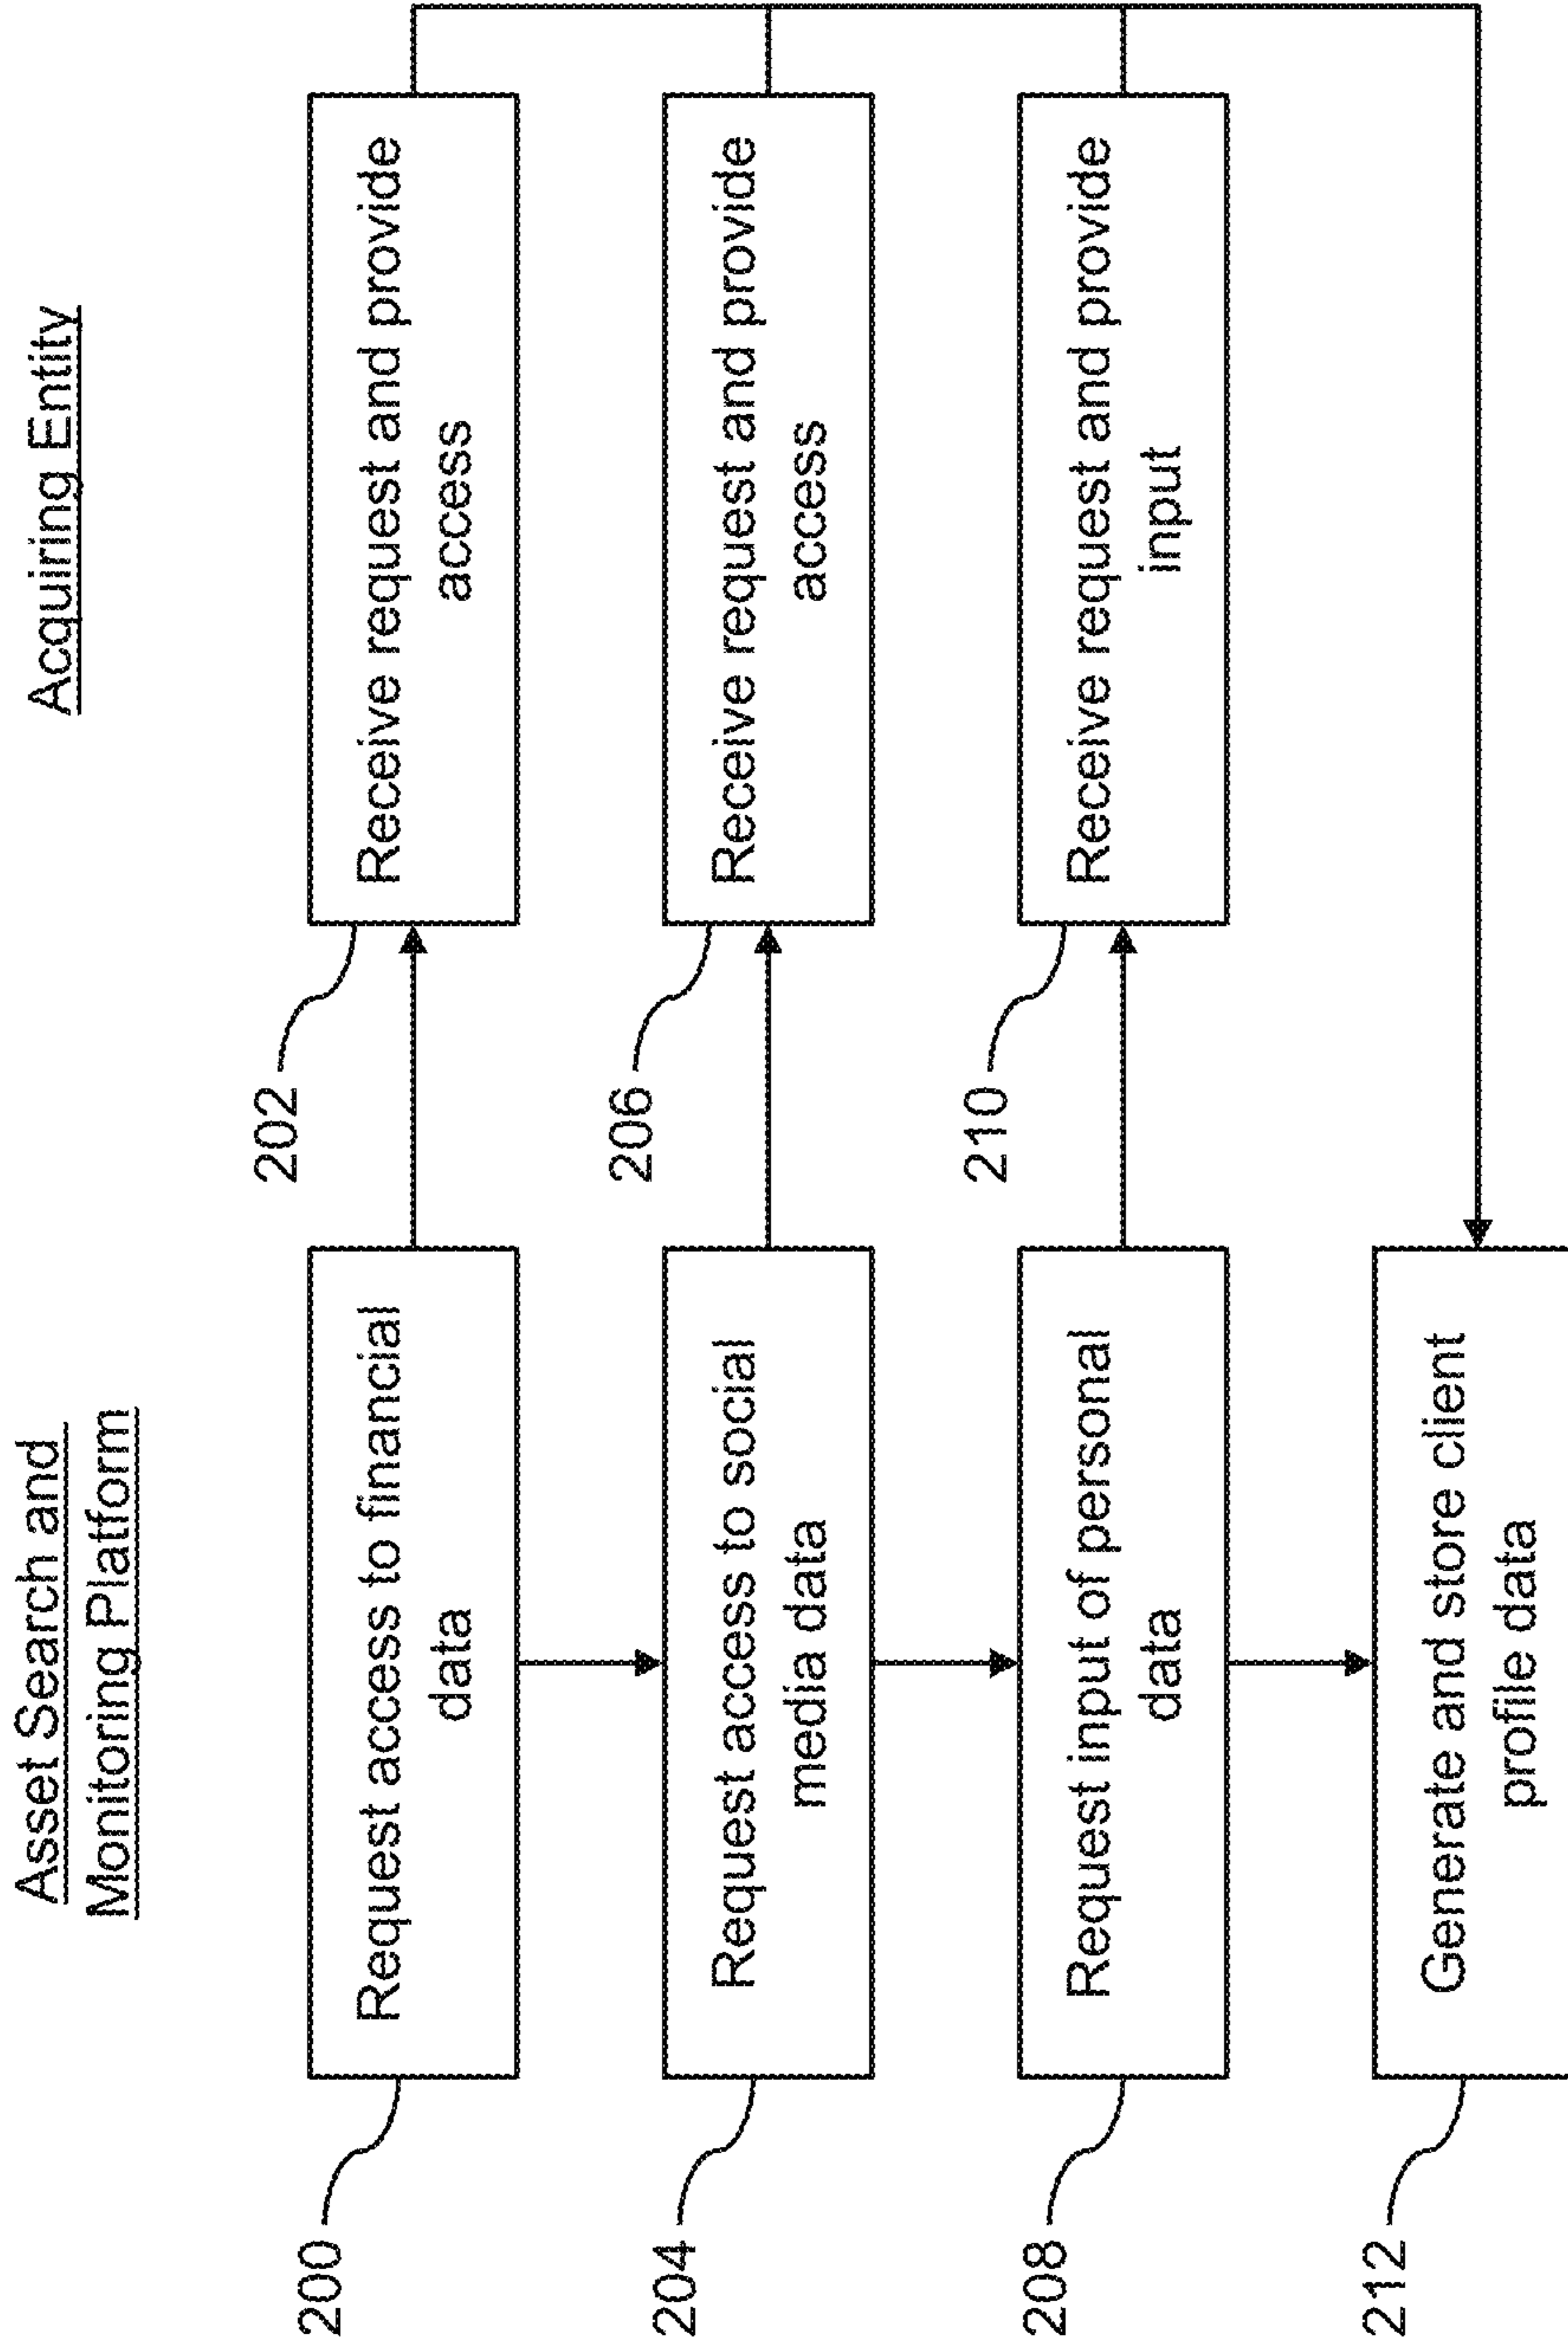 Asset Search and
Monitoring Platform
Acquiring Entity
200
Request access to financial
data
202
Receive request and provide
access
204
Request access to social
media data
206
Receive request and provide
access
208
Request input of personal
data
210
Receive request and provide
input
212
Generate and store client
profile data